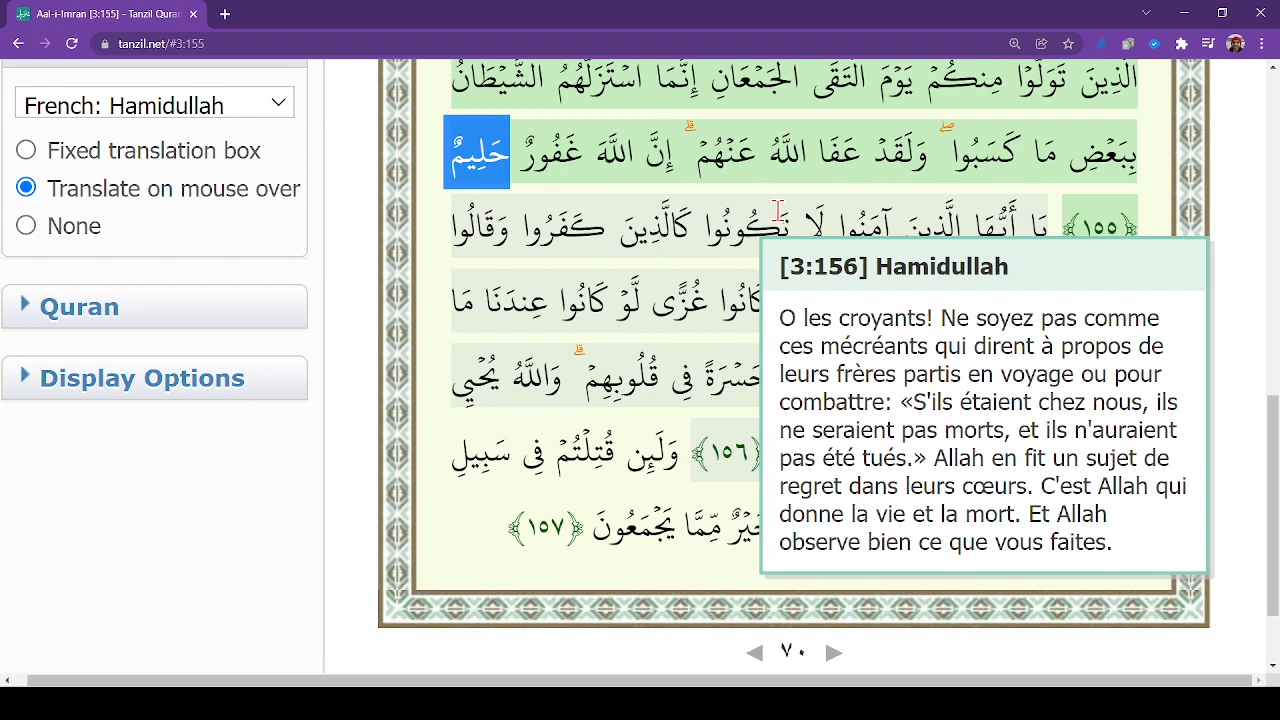 Aal-i-Imran [3:155] - Tanzil Quran
tanzil.net/#3:155
French: Hamidullah
Fixed translation box
Translate on mouse over
None
Quran
Display Options
الَّذِينَ تَوَلَّوْا مِنكُمْ يَوْمَ الْتَقَى الْجَمْعَانِ إِنَّمَا اسْتَزَلَّهُمُ الشَّيْطَانُ
بِبَعْضِ مَا كَسَبُوا ۖ وَلَقَدْ عَفَا اللَّهُ عَنْهُمْ ۗ إِنَّ اللَّهَ غَفُورٌ حَلِيمٌ
﴿١٥٥﴾ يَا أَيُّهَا الَّذِينَ آمَنُوا لَا تَكُونُوا كَالَّذِينَ كَفَرُوا وَقَالُوا
كَانُوا غُزًّى لَّوْ كَانُوا عِندَنَا مَا
حَسْرَةً فِي قُلُوبِهِمْ ۗ وَاللَّهُ يُحْيِي
﴿١٥٦﴾ وَلَئِن قُتِلْتُمْ فِي سَبِيلِ
خَيْرٌ مِّمَّا يَجْمَعُونَ ﴿١٥٧﴾
[3:156] Hamidullah
O les croyants! Ne soyez pas comme
ces mécréants qui dirent à propos de
leurs frères partis en voyage ou pour
combattre: «S'ils étaient chez nous, ils
ne seraient pas morts, et ils n'auraient
pas été tués.» Allah en fit un sujet de
regret dans leurs cœurs. C'est Allah qui
donne la vie et la mort. Et Allah
observe bien ce que vous faites.
٧٠